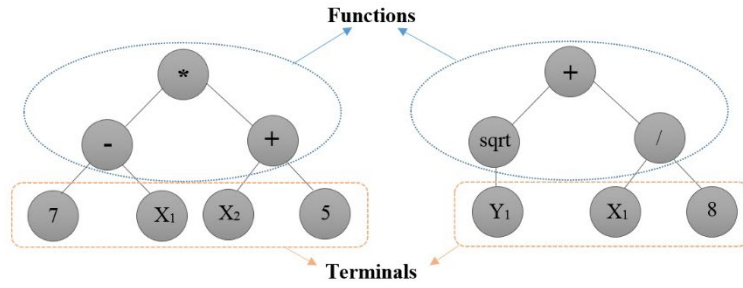 Functions
* +
- + sqrt /
7 X₁ X₂ 5 Y₁ X₁ 8
Terminals